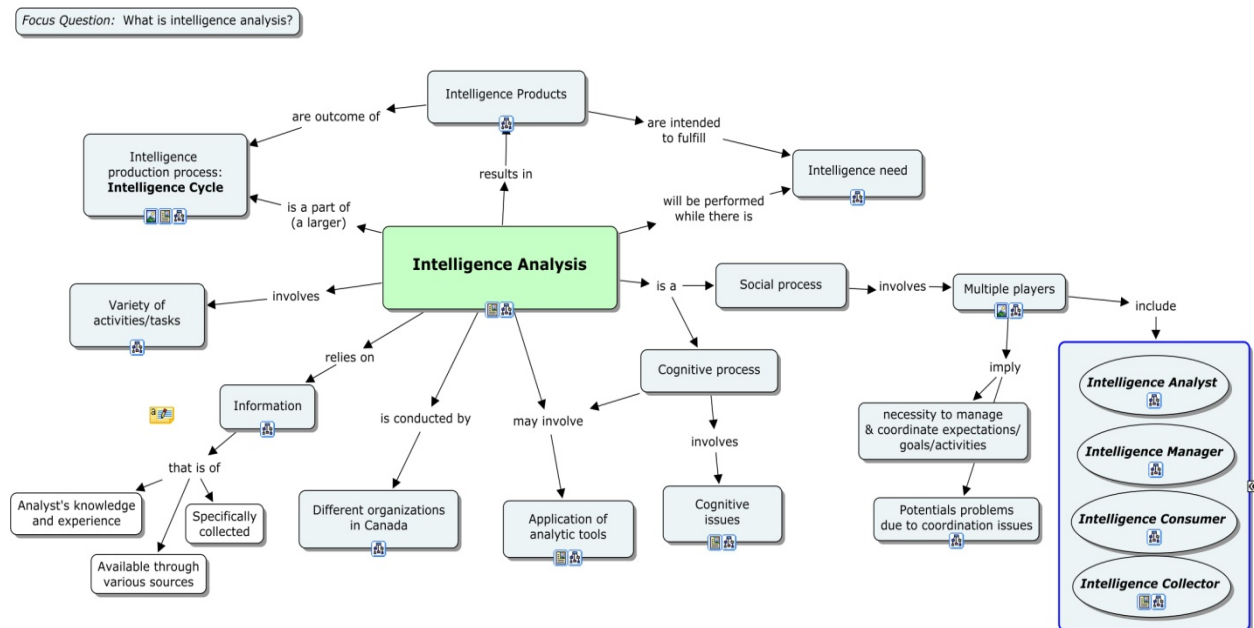 Focus Question: What is intelligence analysis?
Intelligence Products
are outcome of
are intended
to fulfill
Intelligence
production process:
Intelligence Cycle
results in
Intelligence need
is a part of
(a larger)
will be performed
while there is
Intelligence Analysis
Variety of
activities/tasks
involves
is a
Social process
involves
Multiple players
include
relies on
Cognitive process
imply
Intelligence Analyst
Information
is conducted by
may involve
necessity to manage
& coordinate expectations/
goals/activities
involves
Intelligence Manager
that is of
Analyst's knowledge
and experience
Specifically
collected
Different organizations
in Canada
Application of
analytic tools
Cognitive
issues
Potentials problems
due to coordination issues
Intelligence Consumer
Available through
various sources
Intelligence Collector